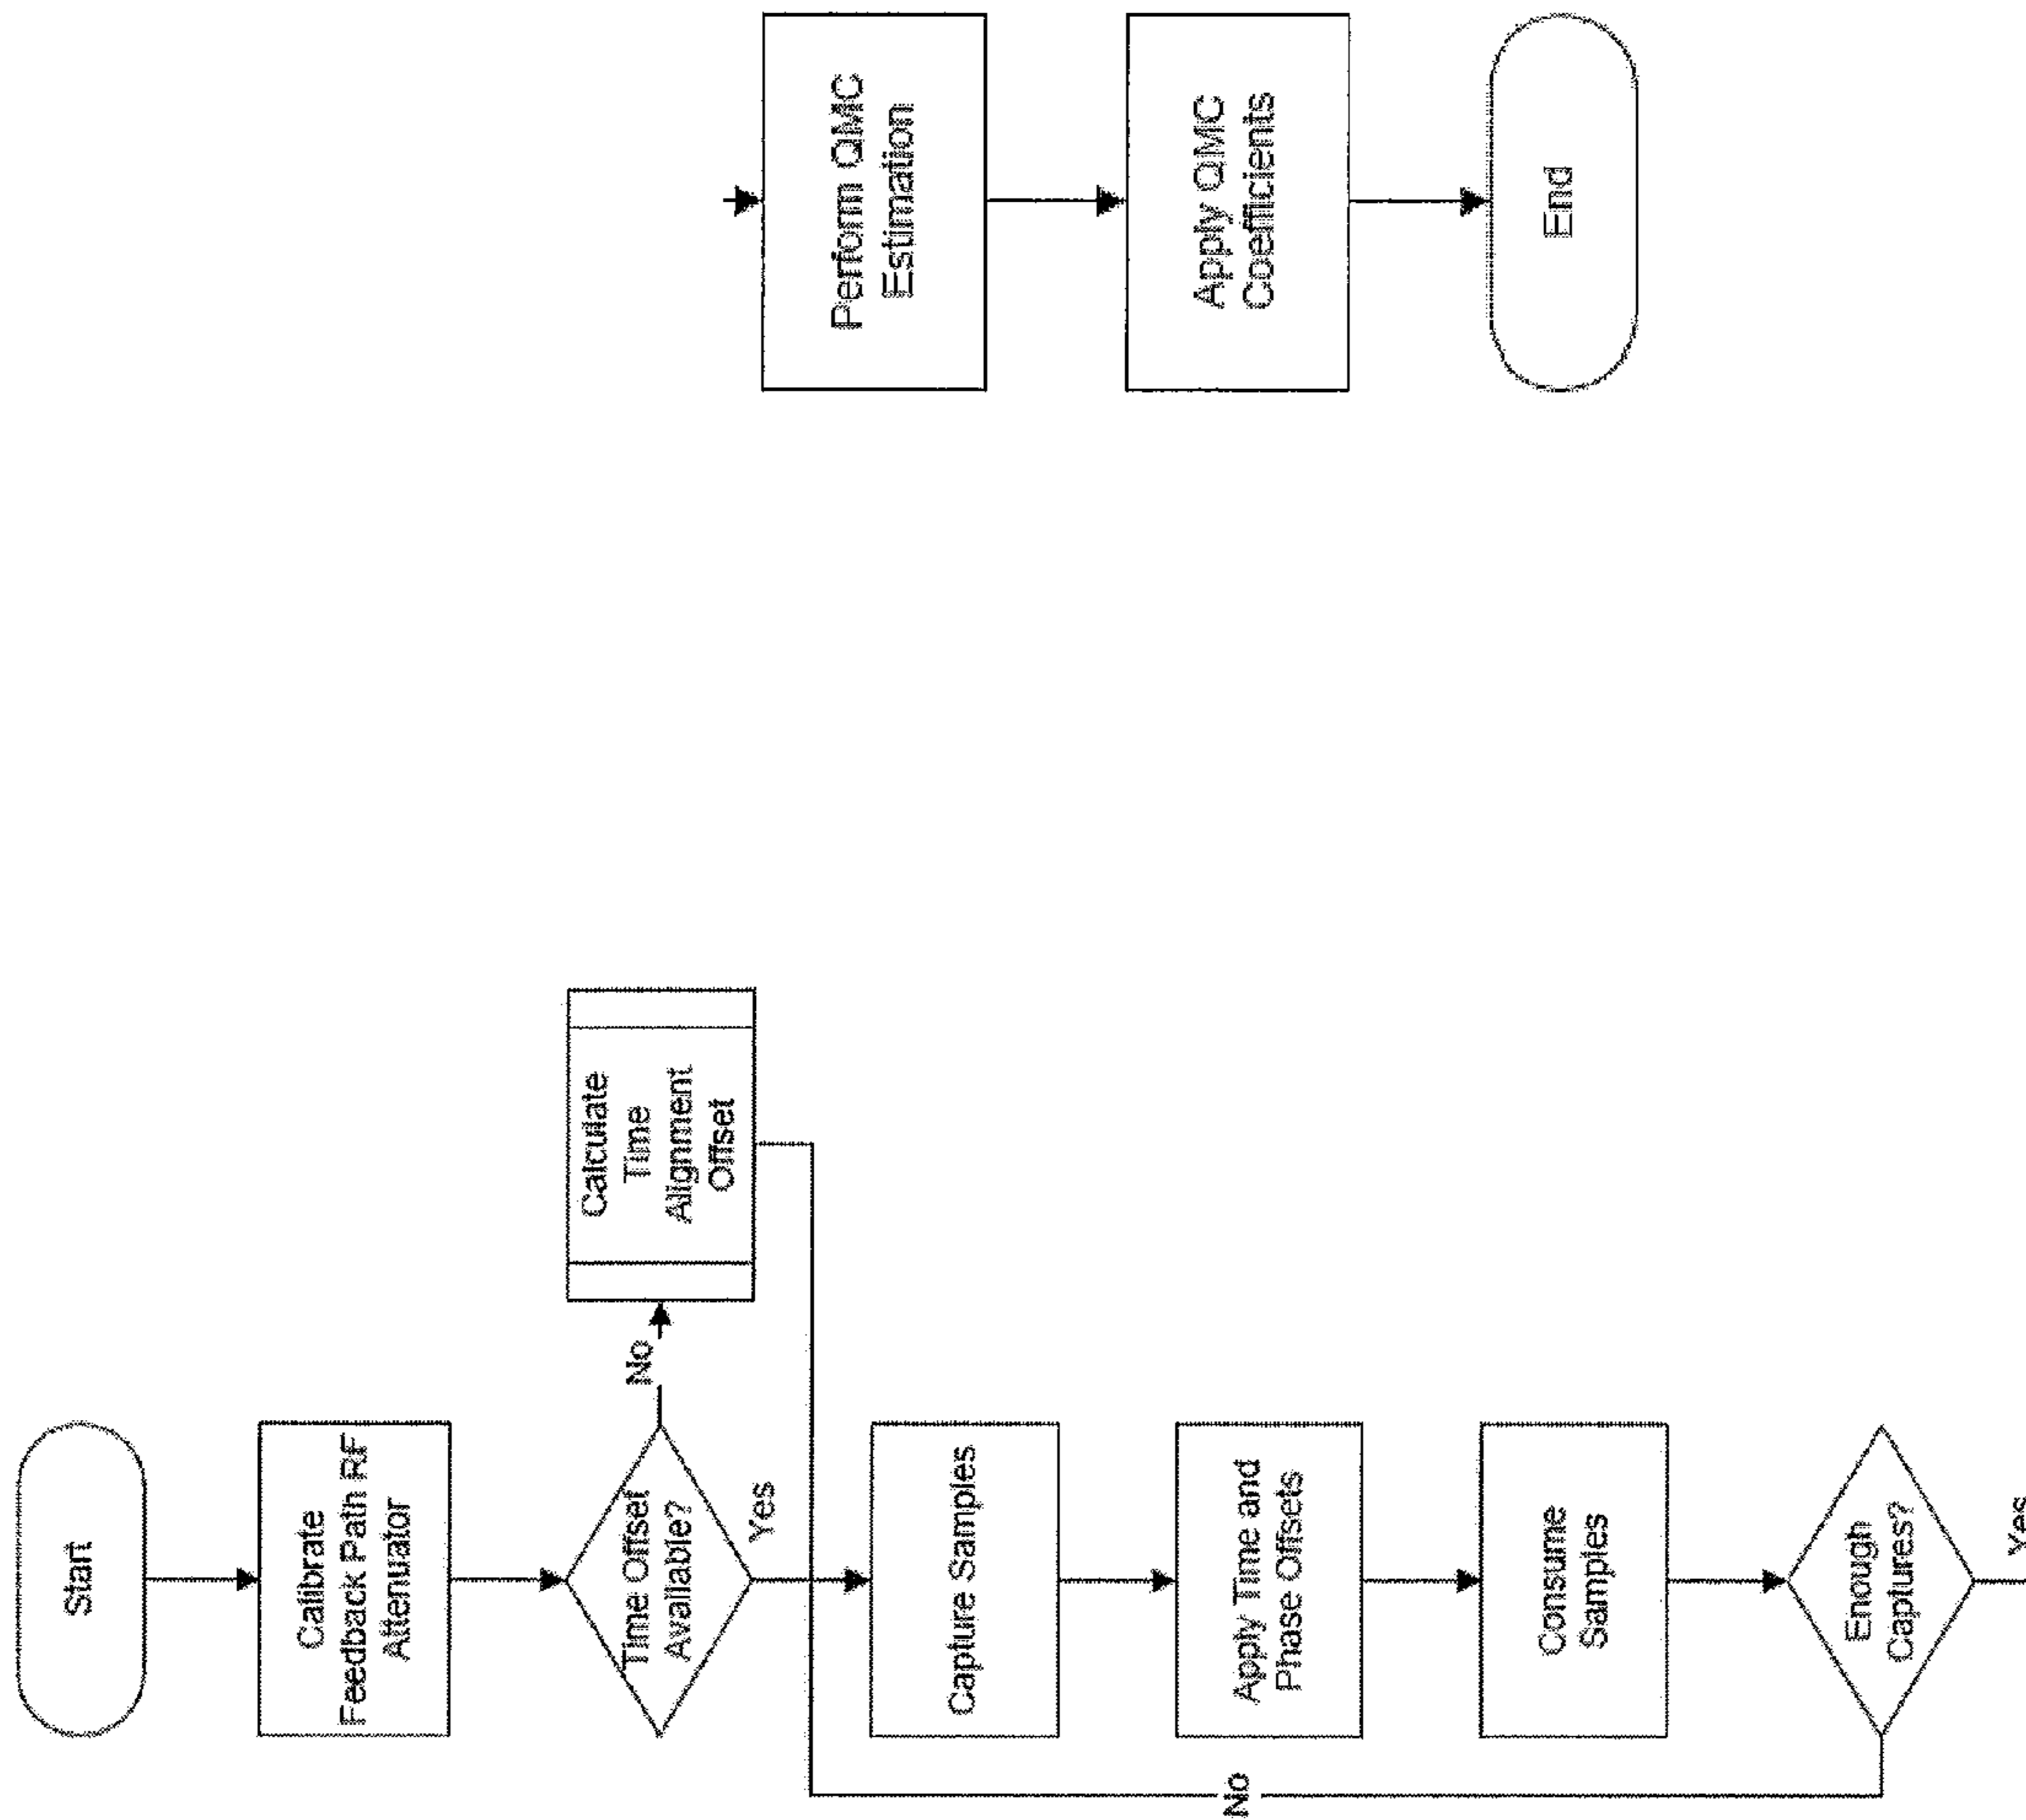 Start
Calibrate
Feedback Path RF
Attenuator
Time Offset
Available?
No
Calculate
Time
Alignment
Offset
Yes
Capture Samples
Apply Time and
Phase Offsets
Consume
Samples
Enough
Captures?
No
Yes
Perform QMC
Estimation
Apply QMC
Coefficients
End